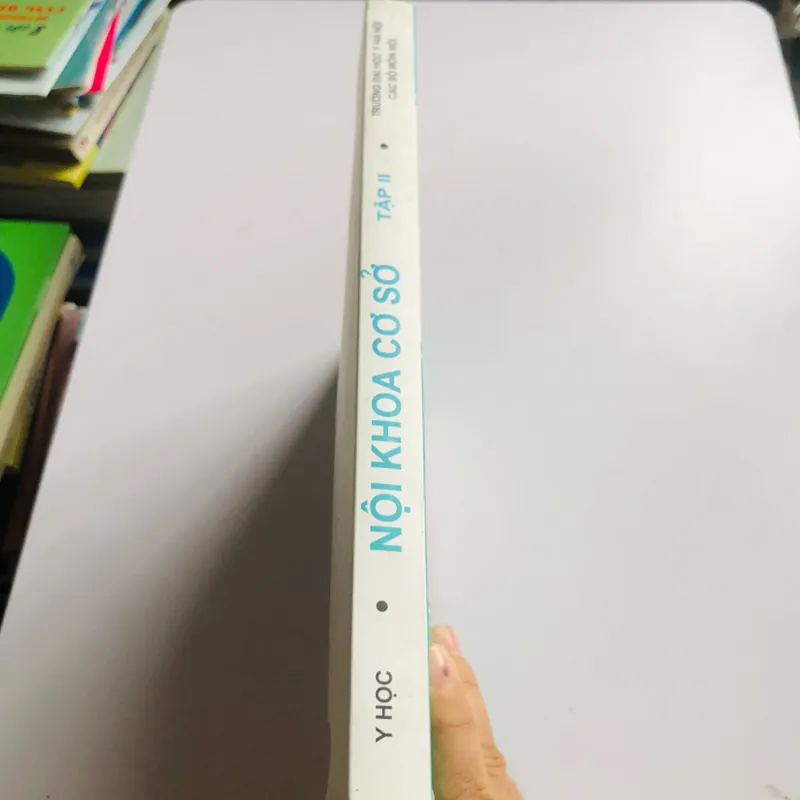 TRƯỜNG ĐẠI HỌC Y HÀ NỘI
CÁC BỘ MÔN NỘI
TẬP II
NỘI KHOA CƠ SỞ
Y HỌC